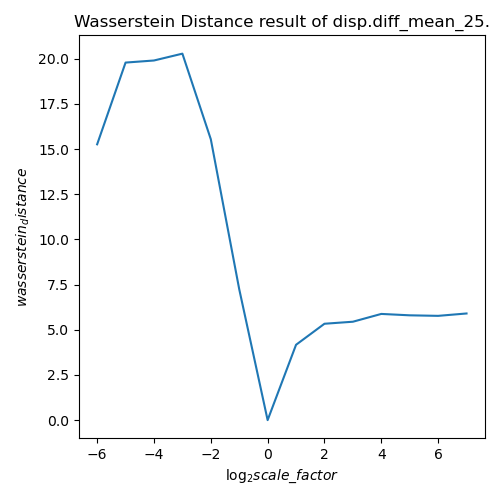 Wasserstein Distance result of disp.diff_mean_25.
20.0
17.5
15.0
12.5
10.0
7.5
5.0
2.5
0.0
wasserstein_distance
−6 −4 −2 0 2 4 6
log₂scale_factor